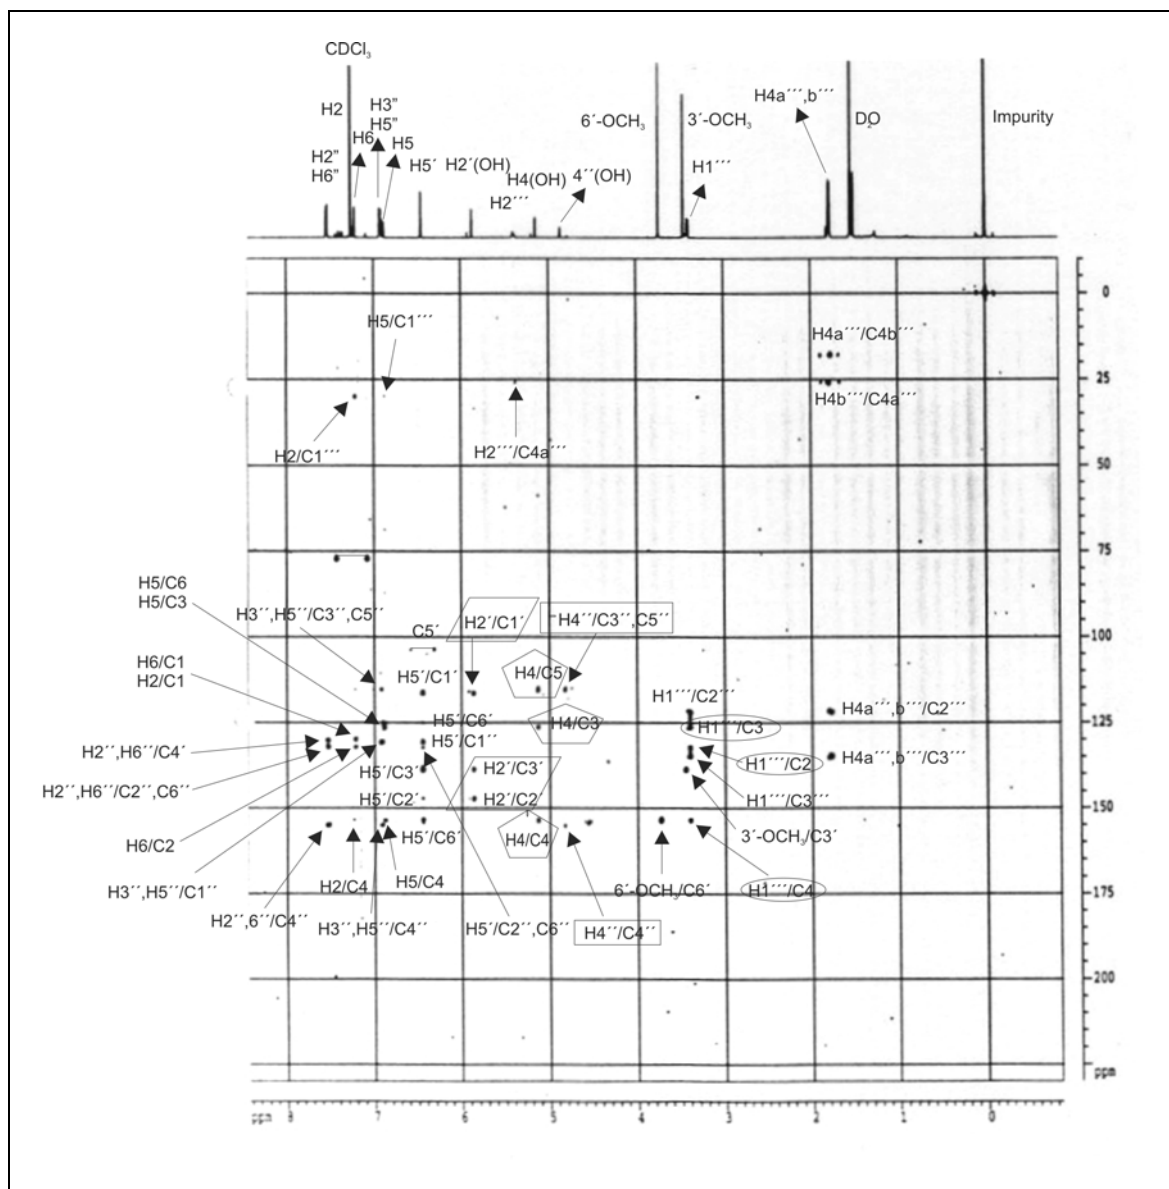 CDCl₃
H2
H3"
H5"
H6
H5
H2"
H6"
H5´
H2´(OH)
H4(OH)
H2´´´
4´´(OH)
6´-OCH₃
3´-OCH₃
H1´´´
H4a´´´,b´´´
D₂O
Impurity
0
H5/C1´´´
H4a´´´/C4b´´´
25
H4b´´´/C4a´´´
H2/C1´´´
H2´´´/C4a´´´
50
75
H5/C6
H5/C3
H3´´,H5´´/C3´´,C5´´
H2´/C1´
H4´´/C3´´,C5´´
C5´
100
H6/C1
H2/C1
H5´/C1´
H4/C5
H1´´´/C2´´´
H4a´´´,b´´´/C2´´´
H5´/C6´
H4/C3
H1´´´/C3
125
H2´´,H6´´/C4´
H5´/C1´´
H4a´´´,b´´´/C3´´´
H5´/C3´
H2´/C3´
H1´´´/C2
H2´´,H6´´/C2´´,C6´´
H5´/C2´
H2´/C2´
H1´´´/C3´´´
150
H6/C2
H5´/C6´
H4/C4
3´-OCH₃/C3´
H3´´,H5´´/C1´´
H2/C4
H5/C4
6´-OCH₃/C6´
H1´´´/C4
175
H2´´,6´´/C4´´
H3´´,H5´´/C4´´
H5´/C2´´,C6´´
H4´´/C4´´
200
ppm
ppm 8 7 6 5 4 3 2 1 0